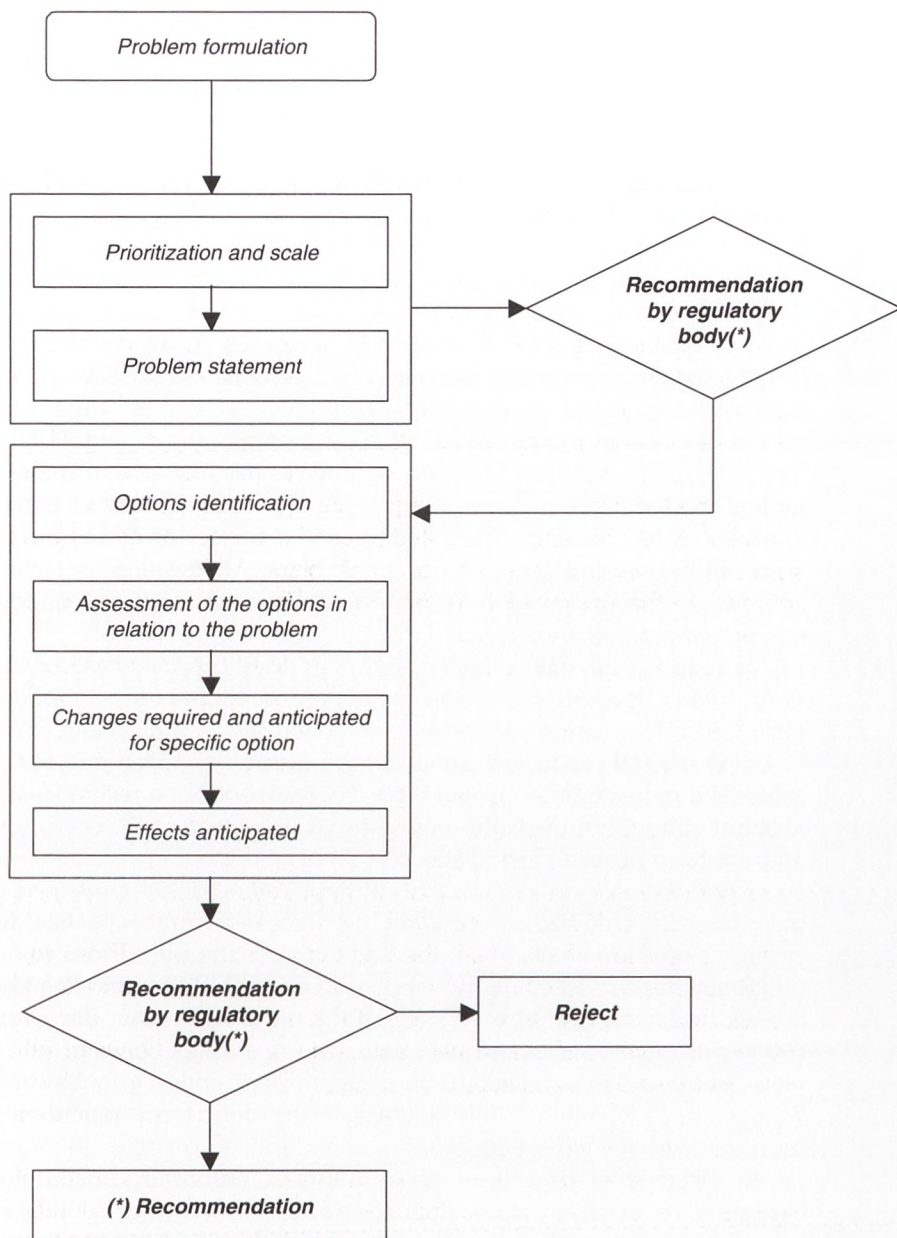 Problem formulation
Prioritization and scale
Problem statement
Recommendation
by regulatory
body(*)
Options identification
Assessment of the options in
relation to the problem
Changes required and anticipated
for specific option
Effects anticipated
Recommendation
by regulatory
body(*)
Reject
(*) Recommendation